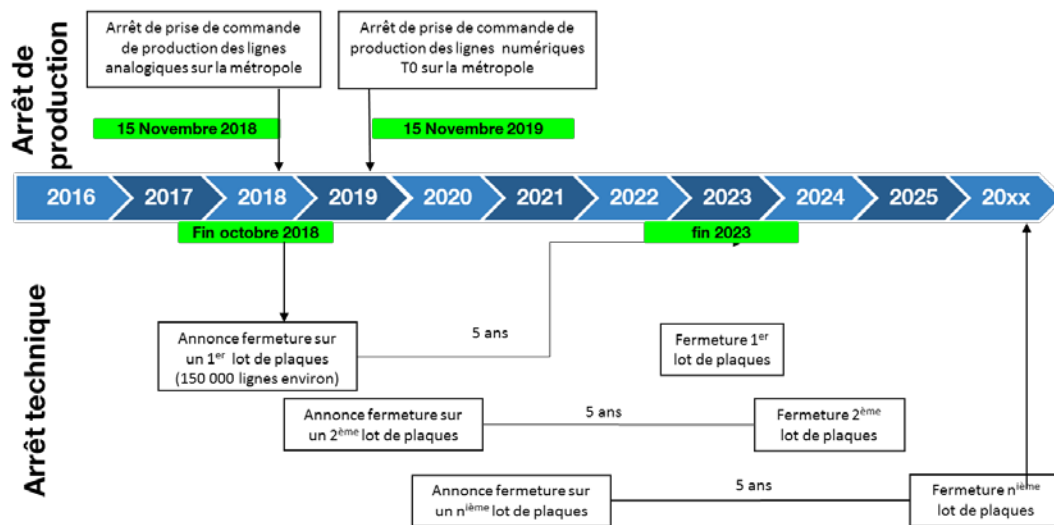 Arrêt de
production
Arrêt de prise de commande
de production des lignes
analogiques sur la métropole
Arrêt de prise de commande de
production des lignes numériques
T0 sur la métropole
15 Novembre 2018
15 Novembre 2019
2016
2017
2018
2019
2020
2021
2022
2023
2024
2025
20xx
Fin octobre 2018
fin 2023
Arrêt technique
Annonce fermeture sur
un 1er lot de plaques
(150 000 lignes environ)
5 ans
Fermeture 1er
lot de plaques
Annonce fermeture sur
un 2ème lot de plaques
5 ans
Fermeture 2ème
lot de plaques
Annonce fermeture sur
un nième lot de plaques
5 ans
Fermeture nième
lot de plaques